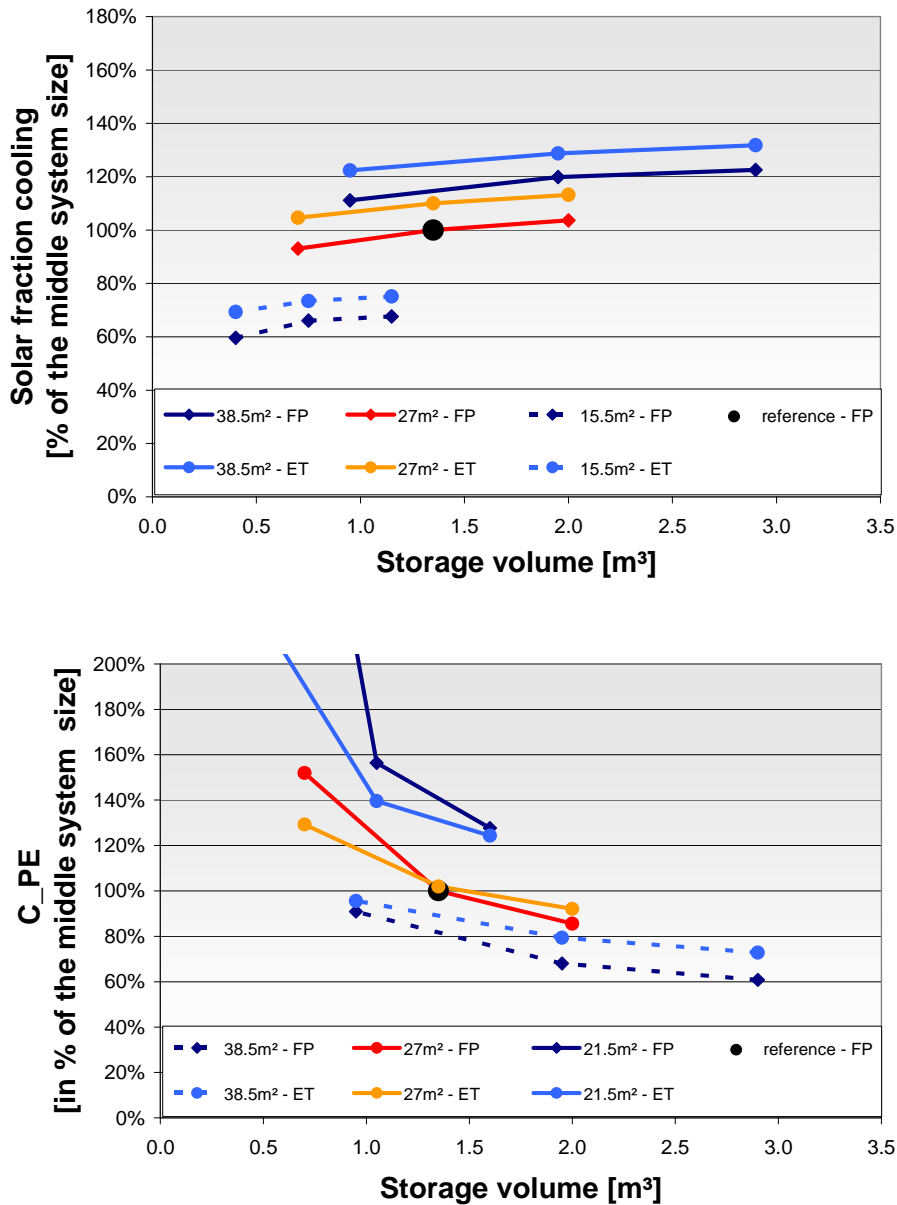 Solar fraction cooling
[% of the middle system size]
180%
160%
140%
120%
100%
80%
60%
40%
20%
0%
38.5m² - FP
27m² - FP
15.5m² - FP
reference - FP
38.5m² - ET
27m² - ET
15.5m² - ET
0.0 0.5 1.0 1.5 2.0 2.5 3.0 3.5
Storage volume [m³]
C_PE
[in % of the middle system size]
200%
180%
160%
140%
120%
100%
80%
60%
40%
20%
0%
38.5m² - FP
27m² - FP
21.5m² - FP
reference - FP
38.5m² - ET
27m² - ET
21.5m² - ET
0.0 0.5 1.0 1.5 2.0 2.5 3.0 3.5
Storage volume [m³]